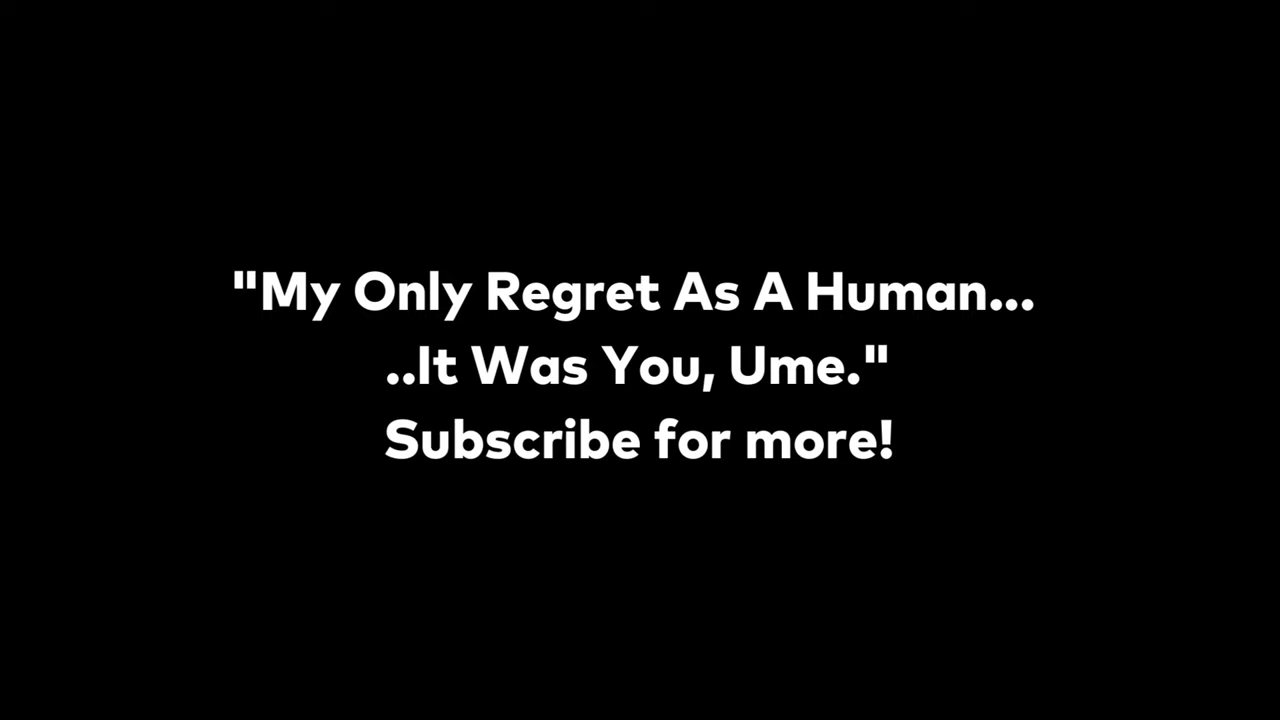 "My Only Regret As A Human...
..It Was You, Ume."
Subscribe for more!